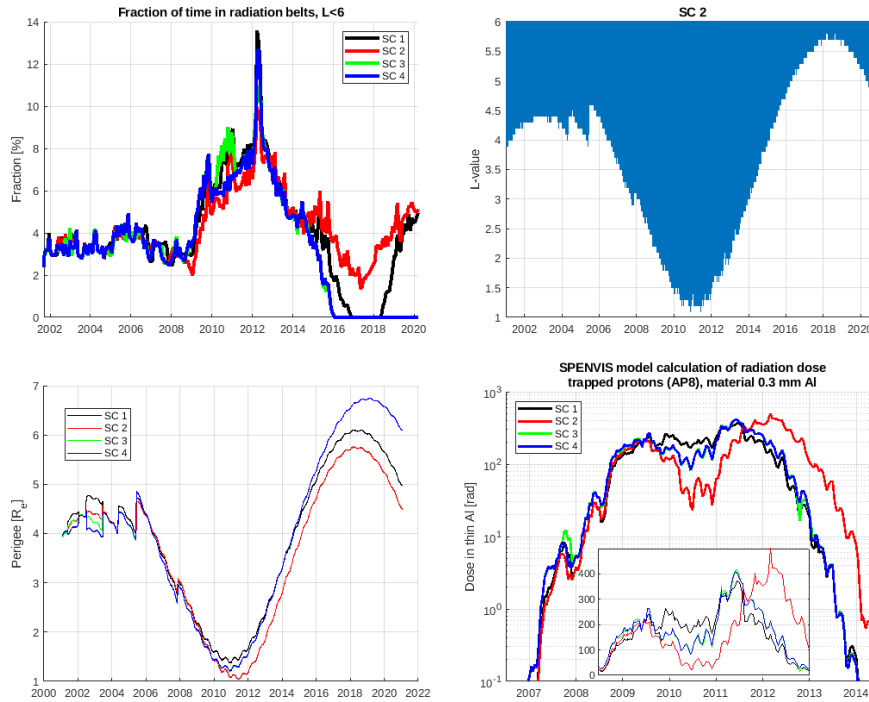 Fraction of time in radiation belts, L<6
14
12
10
8
6
4
2
0
Fraction [%]
SC 1
SC 2
SC 3
SC 4
2002 2004 2006 2008 2010 2012 2014 2016 2018 2020
SC 2
6
5.5
5
4.5
4
3.5
3
2.5
2
1.5
1
L-value
2002 2004 2006 2008 2010 2012 2014 2016 2018 2020
7
6
5
4
3
2
1
Perigee [Re]
SC 1
SC 2
SC 3
SC 4
2000 2002 2004 2006 2008 2010 2012 2014 2016 2018 2020 2022
SPENVIS model calculation of radiation dose
trapped protons (AP8), material 0.3 mm Al
10^3
10^2
10^1
10^0
10^-1
Dose in thin Al [rad]
SC 1
SC 2
SC 3
SC 4
400
300
200
100
0
2007 2008 2009 2010 2011 2012 2013 2014